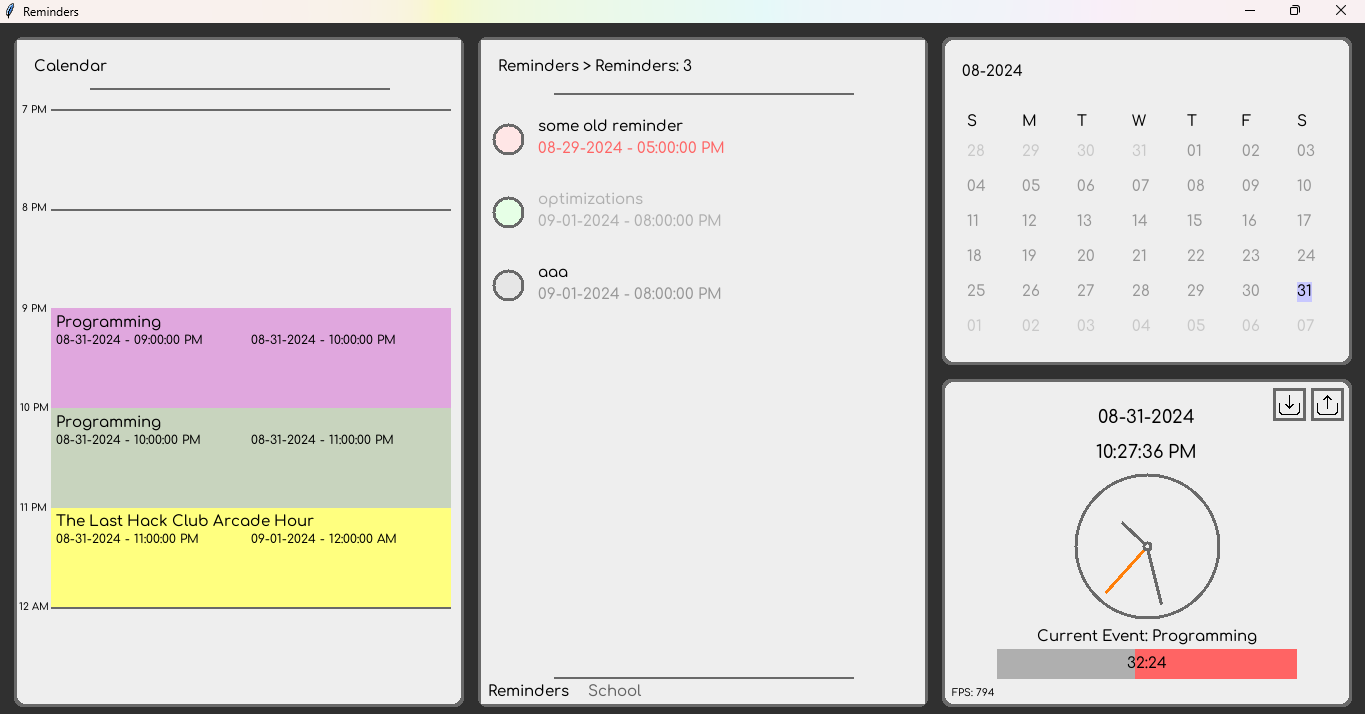 Reminders
Calendar
7 PM
8 PM
9 PM
Programming
08-31-2024 - 09:00:00 PM 08-31-2024 - 10:00:00 PM
10 PM
Programming
08-31-2024 - 10:00:00 PM 08-31-2024 - 11:00:00 PM
11 PM
The Last Hack Club Arcade Hour
08-31-2024 - 11:00:00 PM 09-01-2024 - 12:00:00 AM
12 AM
Reminders > Reminders: 3
some old reminder
08-29-2024 - 05:00:00 PM
optimizations
09-01-2024 - 08:00:00 PM
aaa
09-01-2024 - 08:00:00 PM
Reminders School
08-2024
S M T W T F S
28 29 30 31 01 02 03
04 05 06 07 08 09 10
11 12 13 14 15 16 17
18 19 20 21 22 23 24
25 26 27 28 29 30 31
01 02 03 04 05 06 07
08-31-2024
10:27:36 PM
Current Event: Programming
32:24
FPS: 794